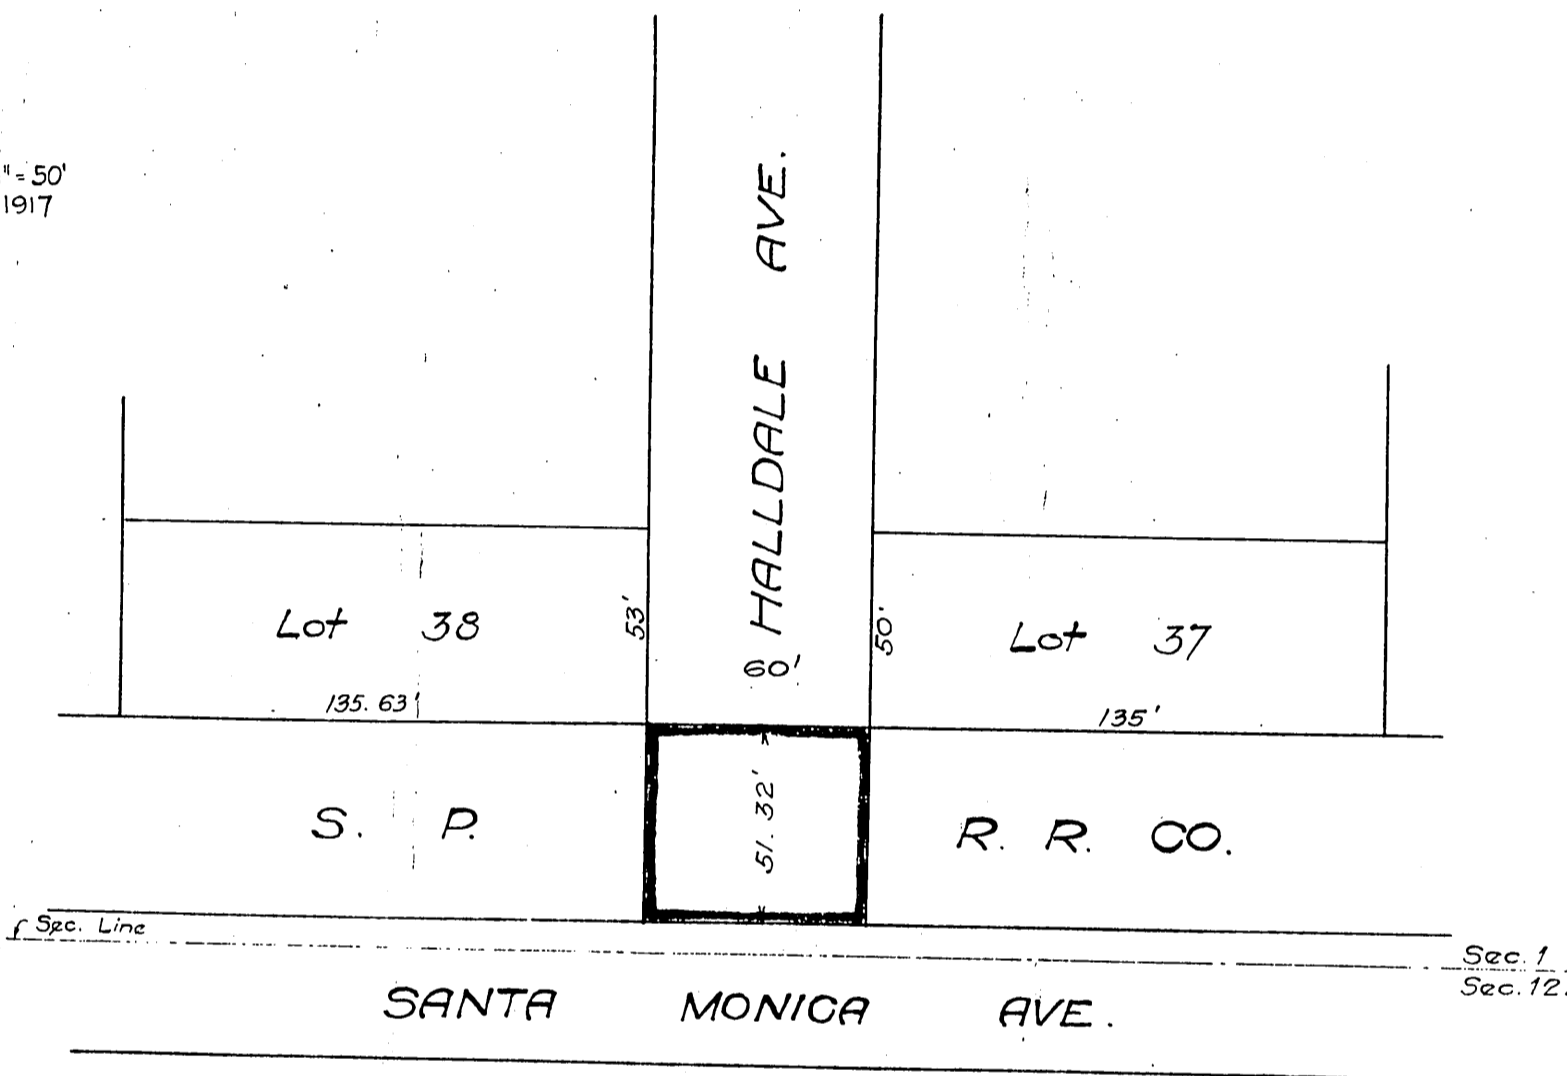 "=50'
1917
HALLDALE AVE.
Lot 38
53'
60'
50'
Lot 37
135.63'
135'
S. P.
51.32'
R. R. CO.
Sec. Line
Sec. 1
Sec. 12.
SANTA MONICA AVE.